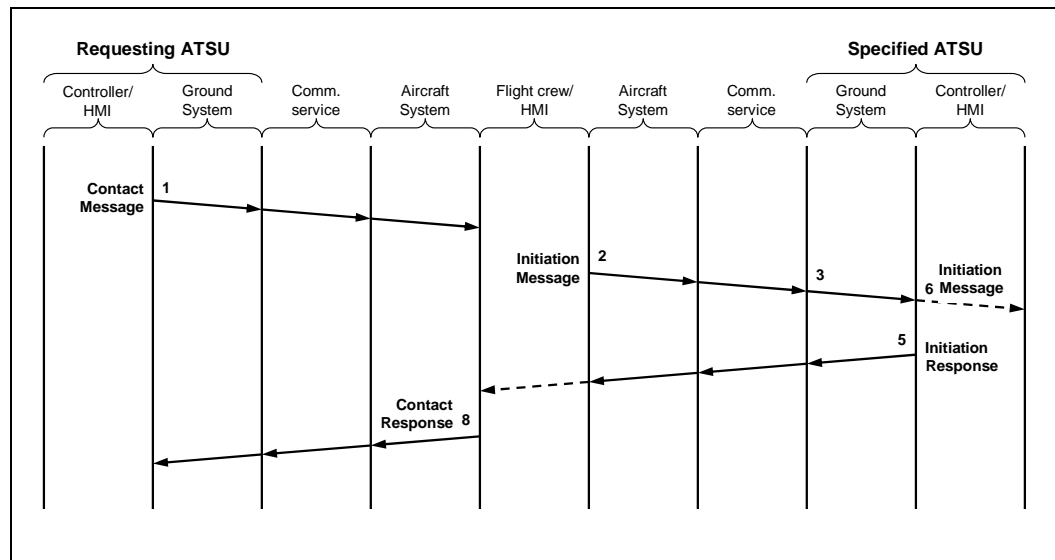 Requesting ATSU
Specified ATSU
Controller/
HMI
Ground
System
Comm.
service
Aircraft
System
Flight crew/
HMI
Aircraft
System
Comm.
service
Ground
System
Controller/
HMI
Contact
Message
1
Initiation
Message
2
3
6
Initiation
Message
5
Initiation
Response
Contact
Response
8